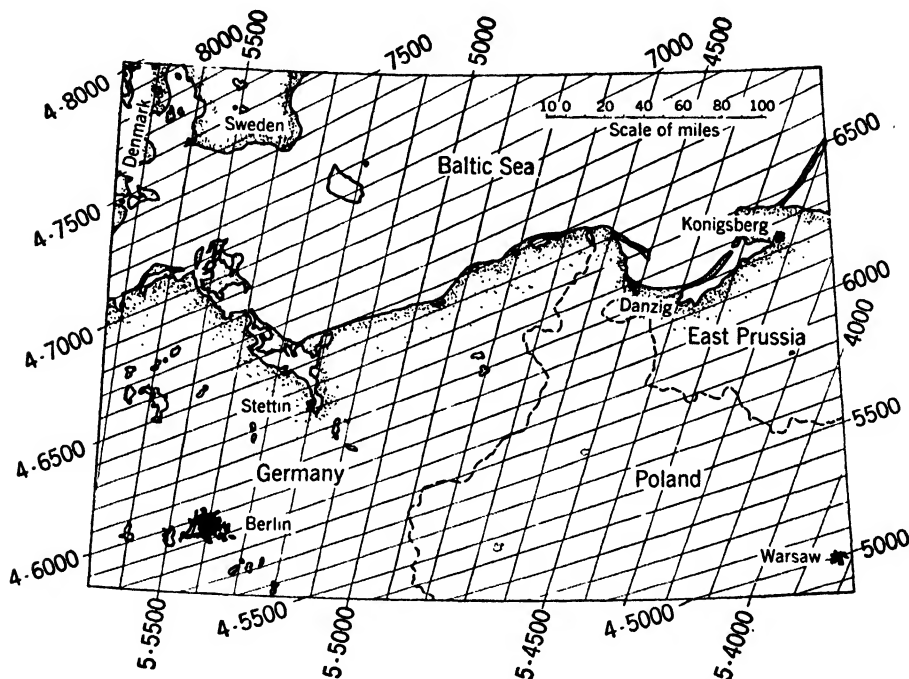 8000
5500
7500
5000
7000
4500
4·8000
Denmark
Sweden
10 0 20 40 60 80 100
Scale of miles
6500
Baltic Sea
4·7500
Konigsberg
6000
Danzig
4·7000
East Prussia
4000
Stettin
5500
4·6500
Germany
Poland
Berlin
Warsaw
5000
4·6000
5·5500
4·5500
5·5000
5·4500
4·5000
5·4000